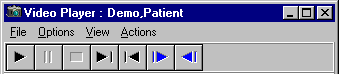 Video Player : Demo,Patient
File Options View Actions